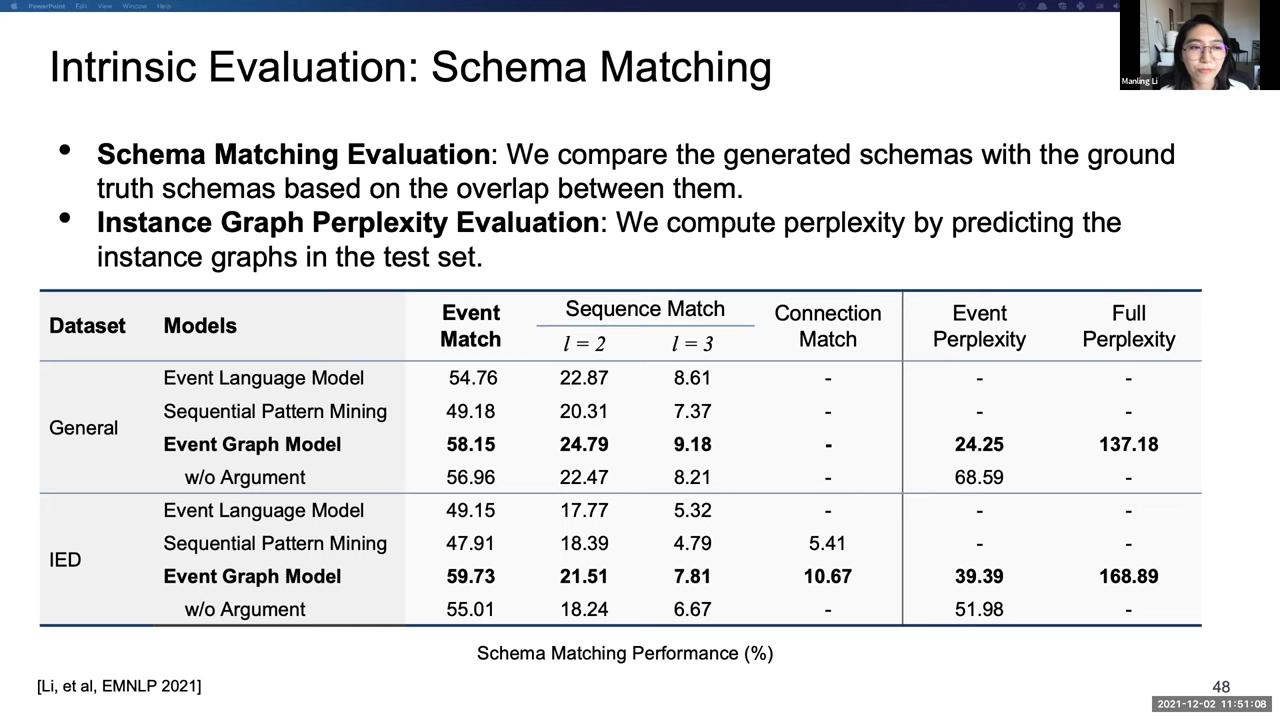 PowerPoint Edit View Window Help
Manling Li
Intrinsic Evaluation: Schema Matching
• Schema Matching Evaluation: We compare the generated schemas with the ground
truth schemas based on the overlap between them.
• Instance Graph Perplexity Evaluation: We compute perplexity by predicting the
instance graphs in the test set.
Dataset Models Event Match Sequence Match Connection Match Event Perplexity Full Perplexity
l = 2 l = 3
General
Event Language Model 54.76 22.87 8.61 - - -
Sequential Pattern Mining 49.18 20.31 7.37 - - -
Event Graph Model 58.15 24.79 9.18 - 24.25 137.18
w/o Argument 56.96 22.47 8.21 - 68.59 -
IED
Event Language Model 49.15 17.77 5.32 - - -
Sequential Pattern Mining 47.91 18.39 4.79 5.41 - -
Event Graph Model 59.73 21.51 7.81 10.67 39.39 168.89
w/o Argument 55.01 18.24 6.67 - 51.98 -
Schema Matching Performance (%)
[Li, et al, EMNLP 2021]
48
2021-12-02 11:51:08